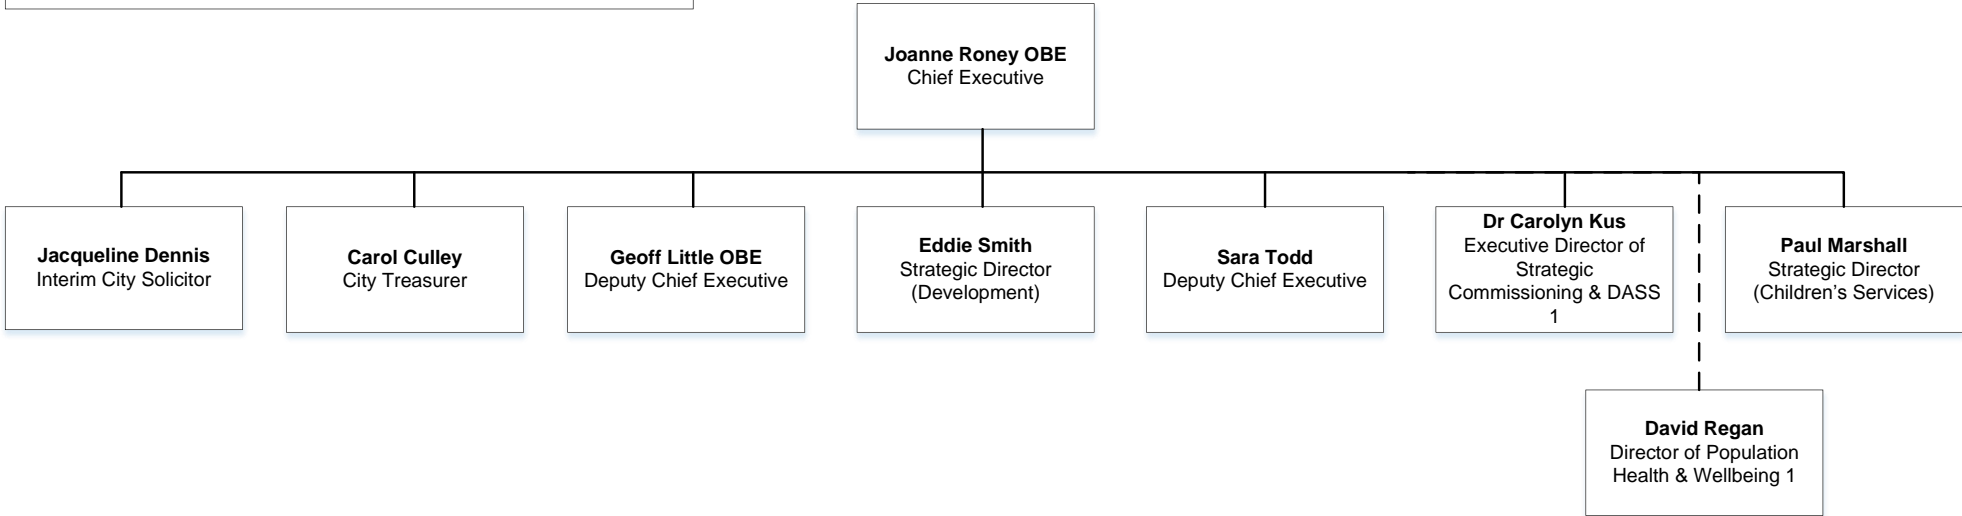 Joanne Roney OBE
Chief Executive
Jacqueline Dennis
Interim City Solicitor
Carol Culley
City Treasurer
Geoff Little OBE
Deputy Chief Executive
Eddie Smith
Strategic Director
(Development)
Sara Todd
Deputy Chief Executive
Dr Carolyn Kus
Executive Director of
Strategic
Commissioning & DASS
1
Paul Marshall
Strategic Director
(Children’s Services)
David Regan
Director of Population
Health & Wellbeing 1